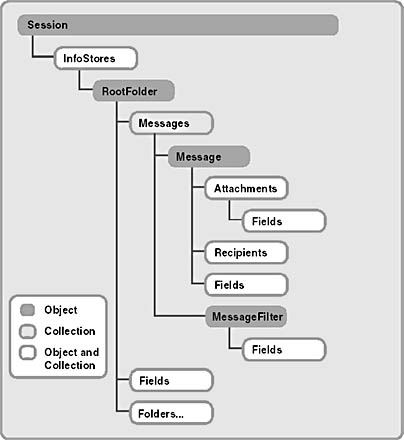 Session
InfoStores
RootFolder
Messages
Message
Attachments
Fields
Recipients
Fields
MessageFilter
Fields
Fields
Folders...
Object
Collection
Object and
Collection